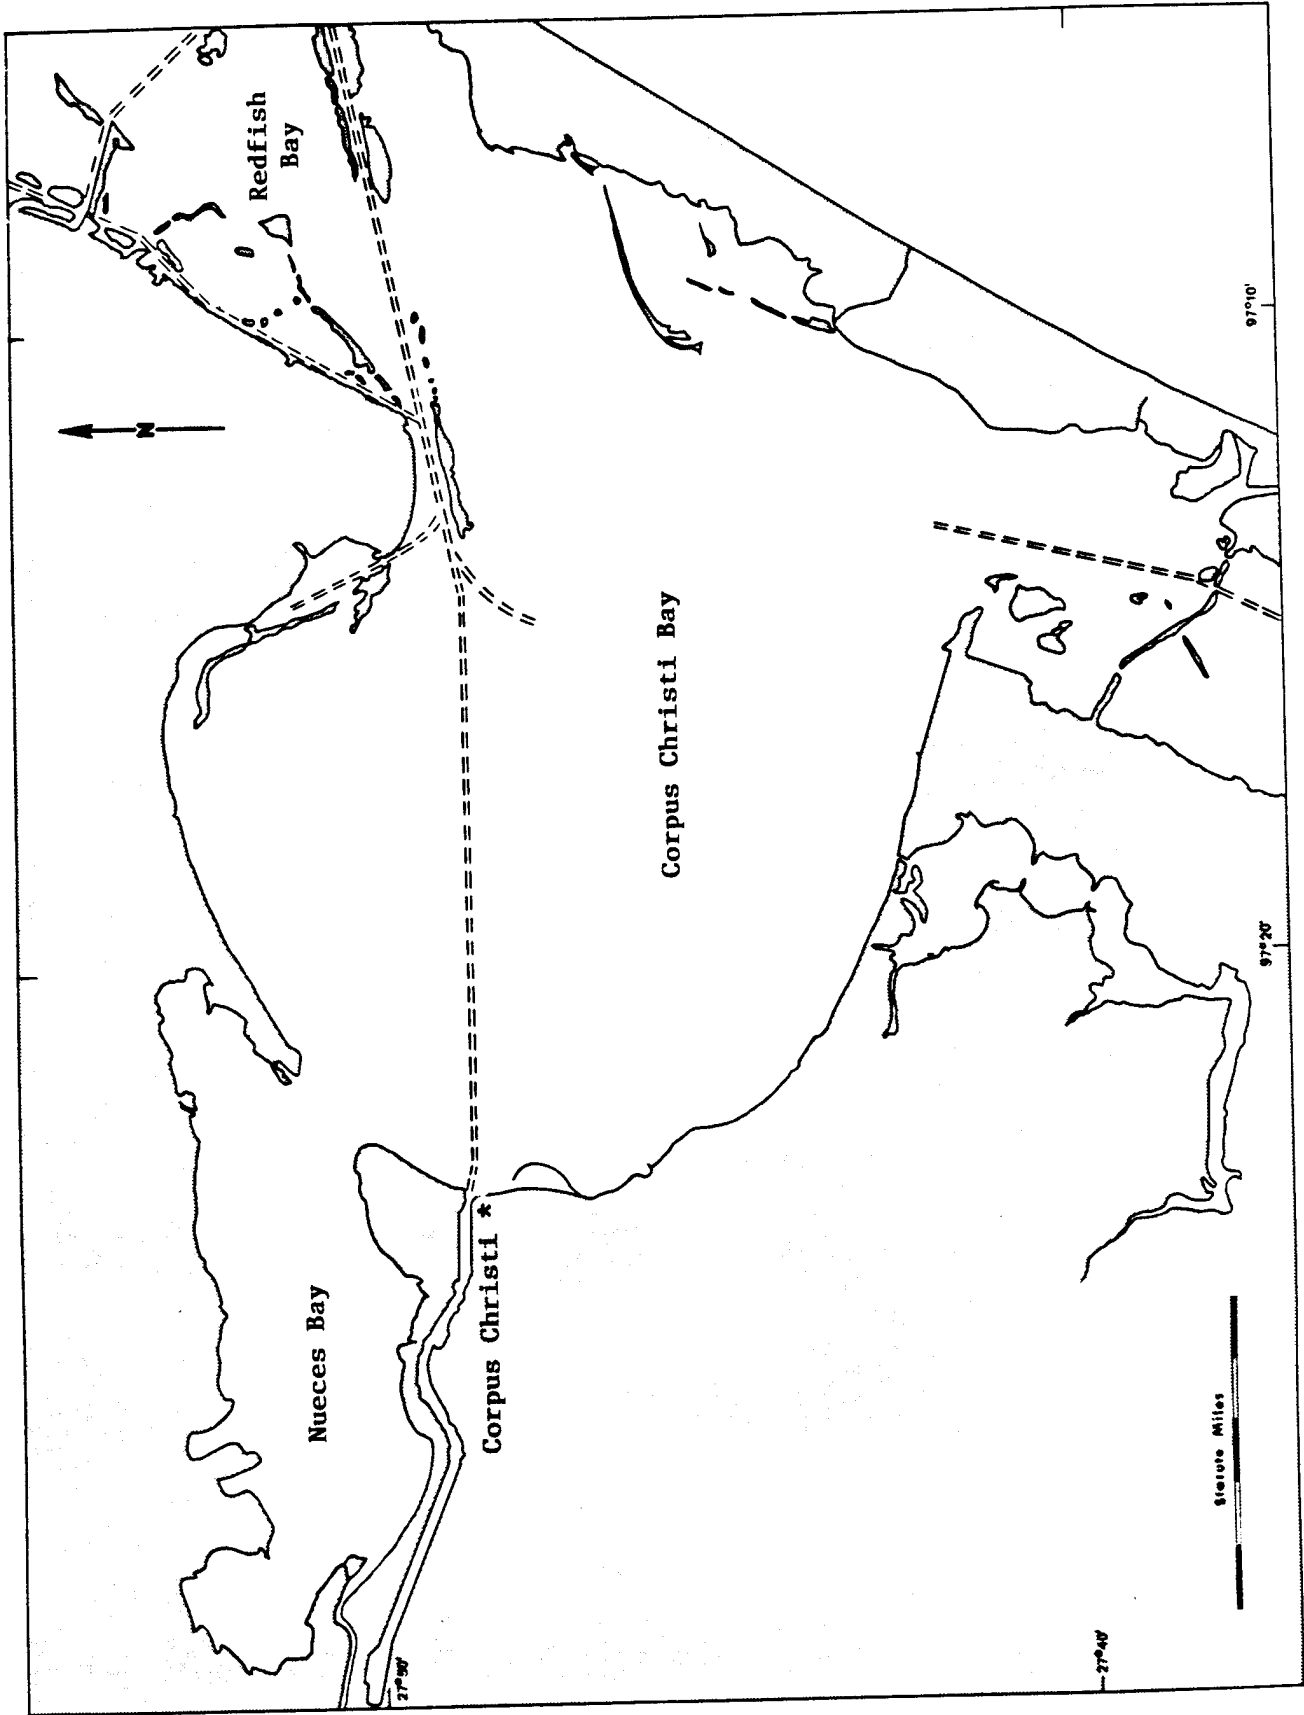 Redfish
Bay
N
Corpus Christi Bay
Nueces Bay
Corpus Christi *
97°10'
97°20'
27°50'
27°40'
Statute Miles